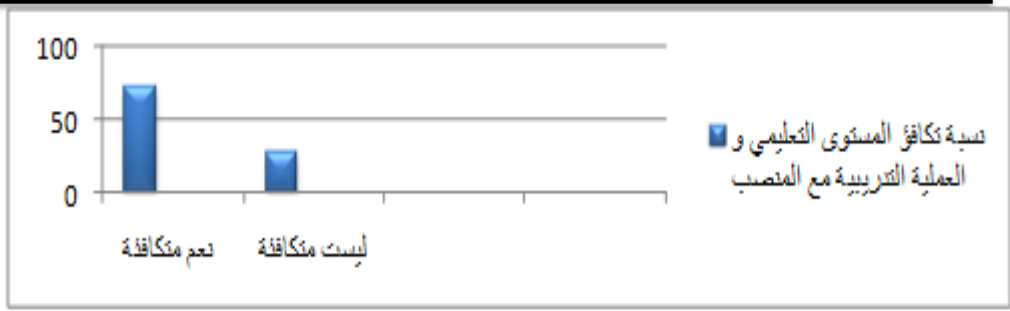 100
50
0
نعم متكافئة
ليست متكافئة
نسبة تكافؤ المستوى التعليمي و
العملية التدريبية مع المنصب